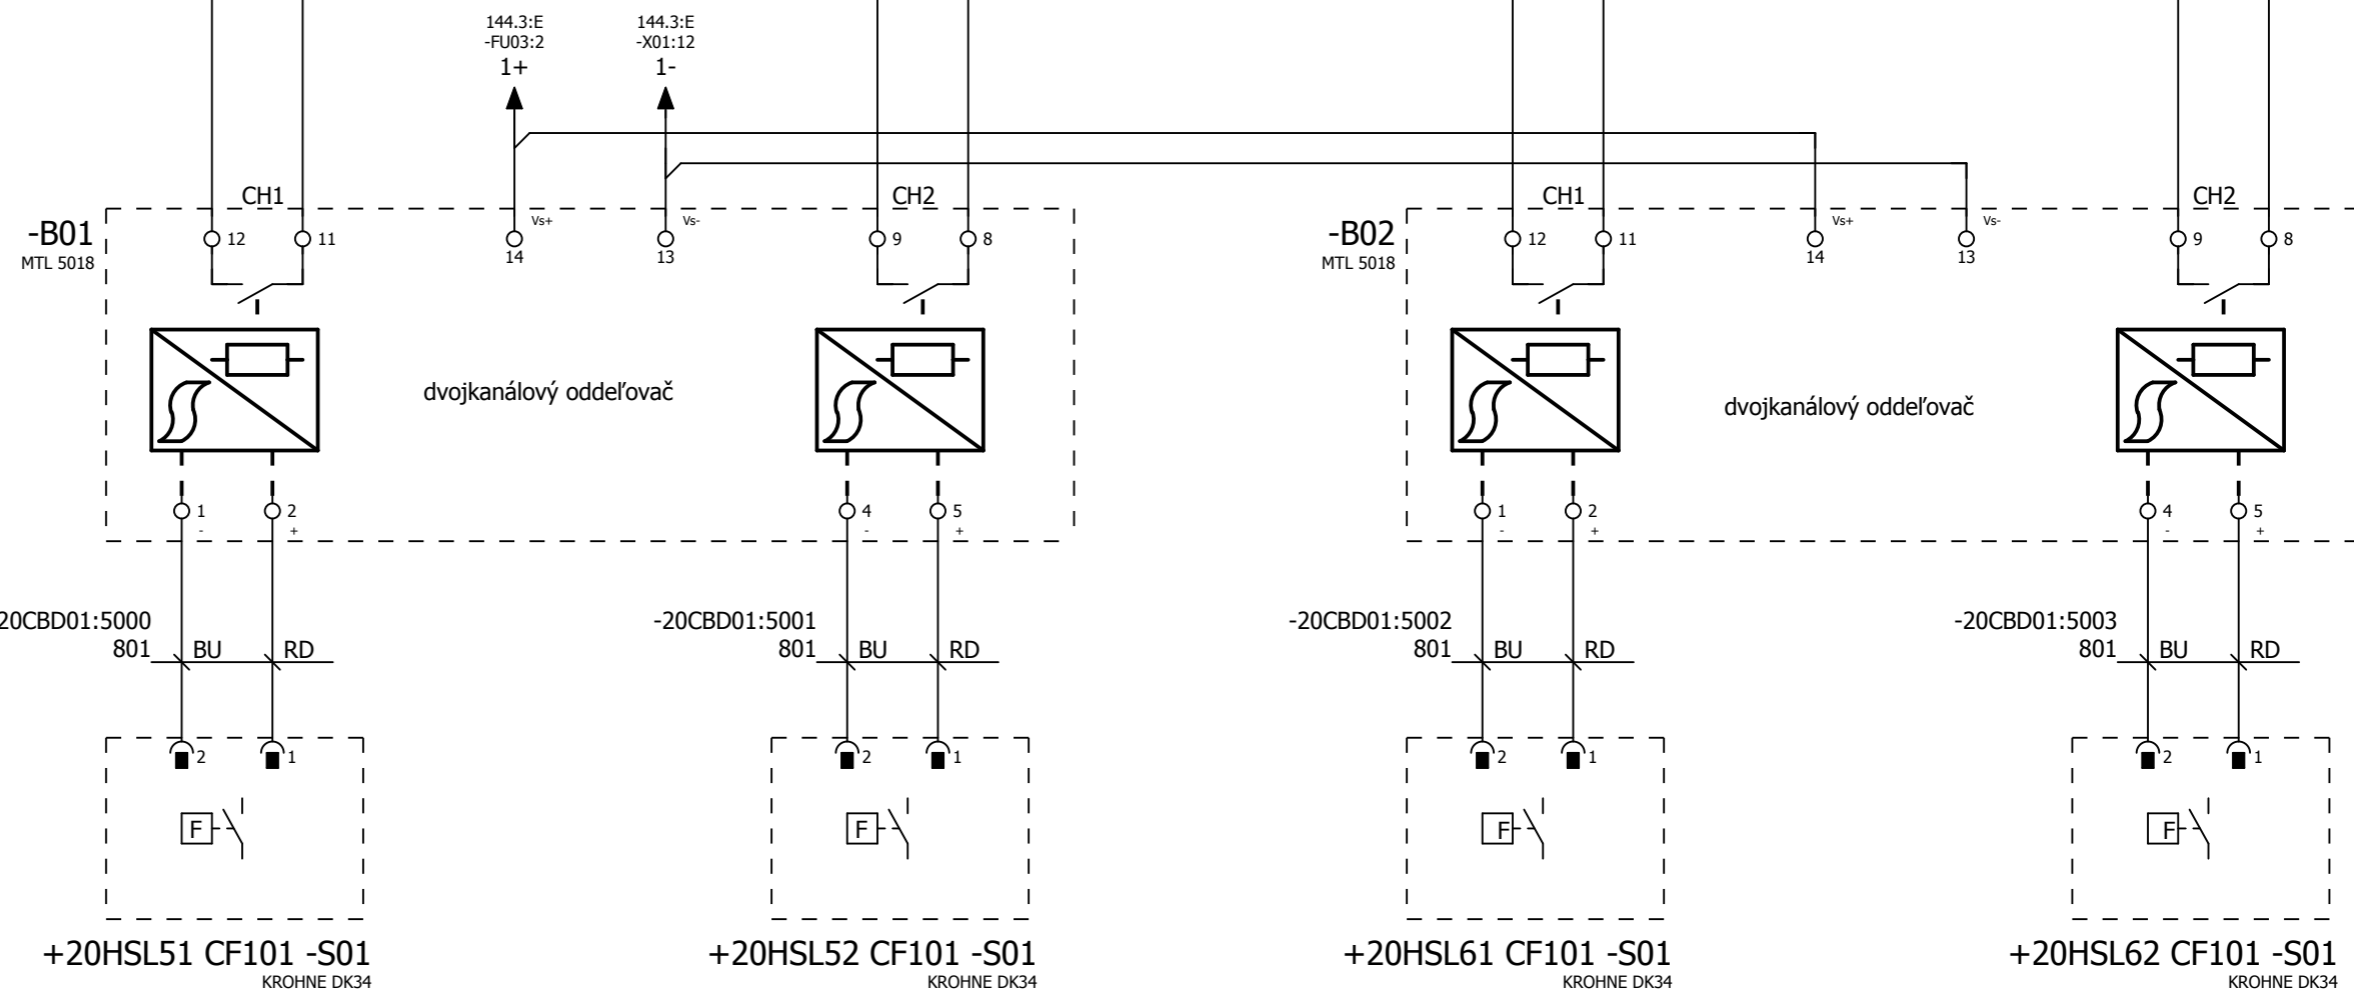 144.3:E 144.3:E
-FU03:2 -X01:12
1+ 1-
CH1 CH2 CH1 CH2
-B01 Vs+ Vs- -B02 Vs+ Vs-
12 11 9 8 12 11 9 8
MTL 5018 14 13 MTL 5018 14 13
dvojkanálový oddeľovač dvojkanálový oddeľovač
1 2 4 5 1 2 4 5
- + - + - + - +
20CBD01:5000 -20CBD01:5001 -20CBD01:5002 -20CBD01:5003
801 BU RD 801 BU RD 801 BU RD 801 BU RD
2 1 2 1 2 1 2 1
F F F F
+20HSL51 CF101 -S01 +20HSL52 CF101 -S01 +20HSL61 CF101 -S01 +20HSL62 CF101 -S01
KROHNE DK34 KROHNE DK34 KROHNE DK34 KROHNE DK34